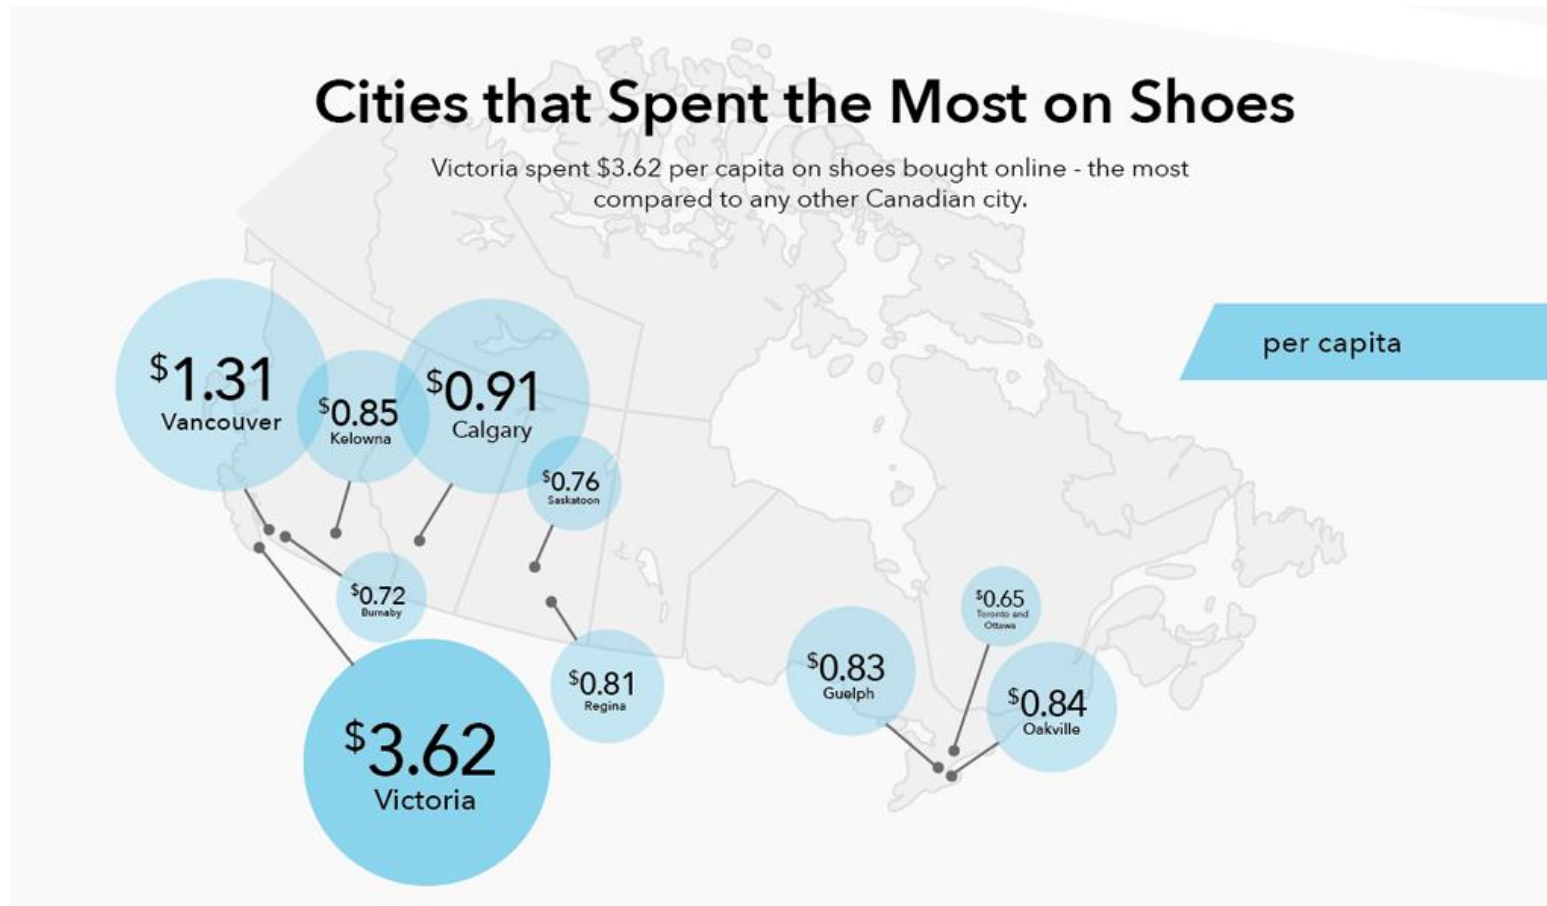 Cities that Spent the Most on Shoes
Victoria spent $3.62 per capita on shoes bought online - the most
compared to any other Canadian city.
per capita
$1.31
Vancouver
$0.85
Kelowna
$0.91
Calgary
$0.76
Saskatoon
$0.72
Burnaby
$3.62
Victoria
$0.81
Regina
$0.83
Guelph
$0.65
Toronto and
Ottawa
$0.84
Oakville